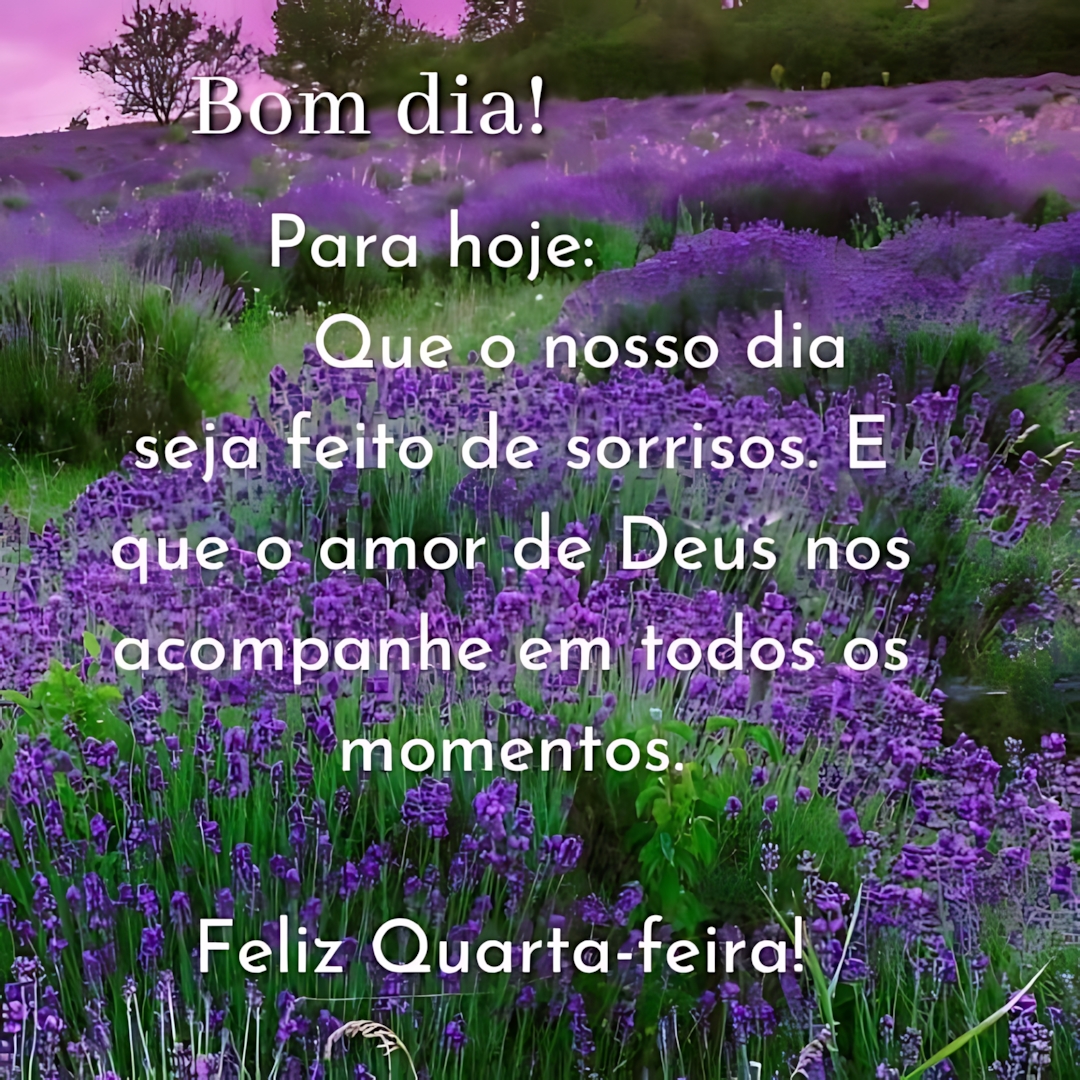 Bom dia!
Para hoje:
Que o nosso dia
seja feito de sorrisos. E
que o amor de Deus nos
acompanhe em todos os
momentos.
Feliz Quarta-feira!